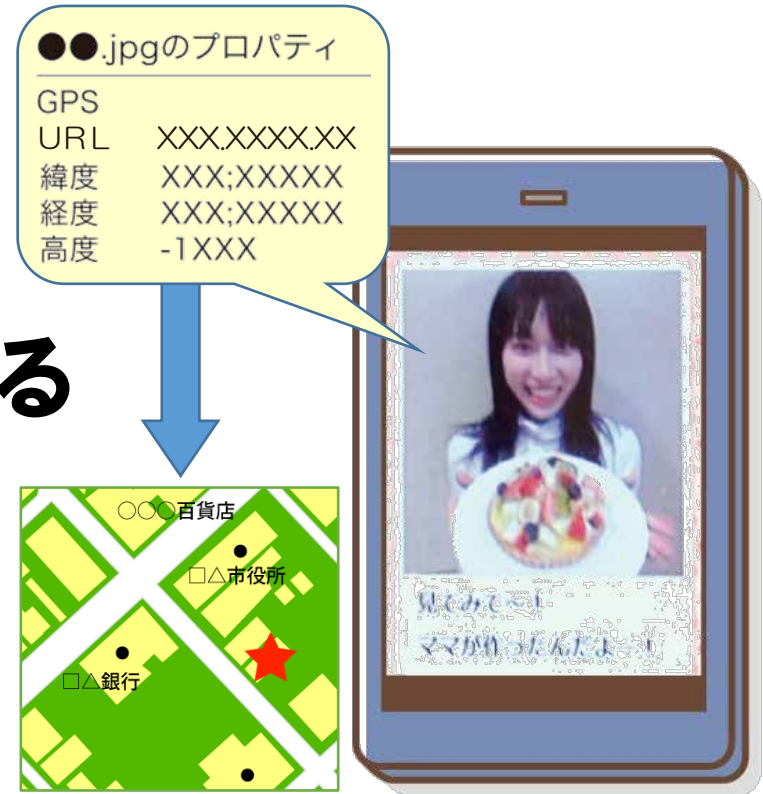 ●●.jpgのプロパティ
GPS
URL XXX.XXXX.XX
緯度 XXX;XXXXX
経度 XXX;XXXXX
高度 -1XXX
る
○○○百貨店
□△市役所
□△銀行
見てみて～！
ママが作ったんだよ～！